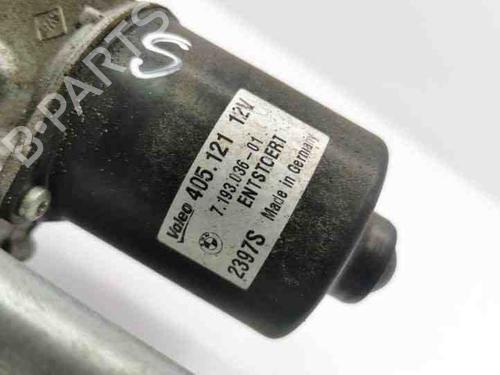 Valeo 405.121 12V
7.193.036-01
ENTSTOERT
2397S Made in Germany
S
B-PARTS